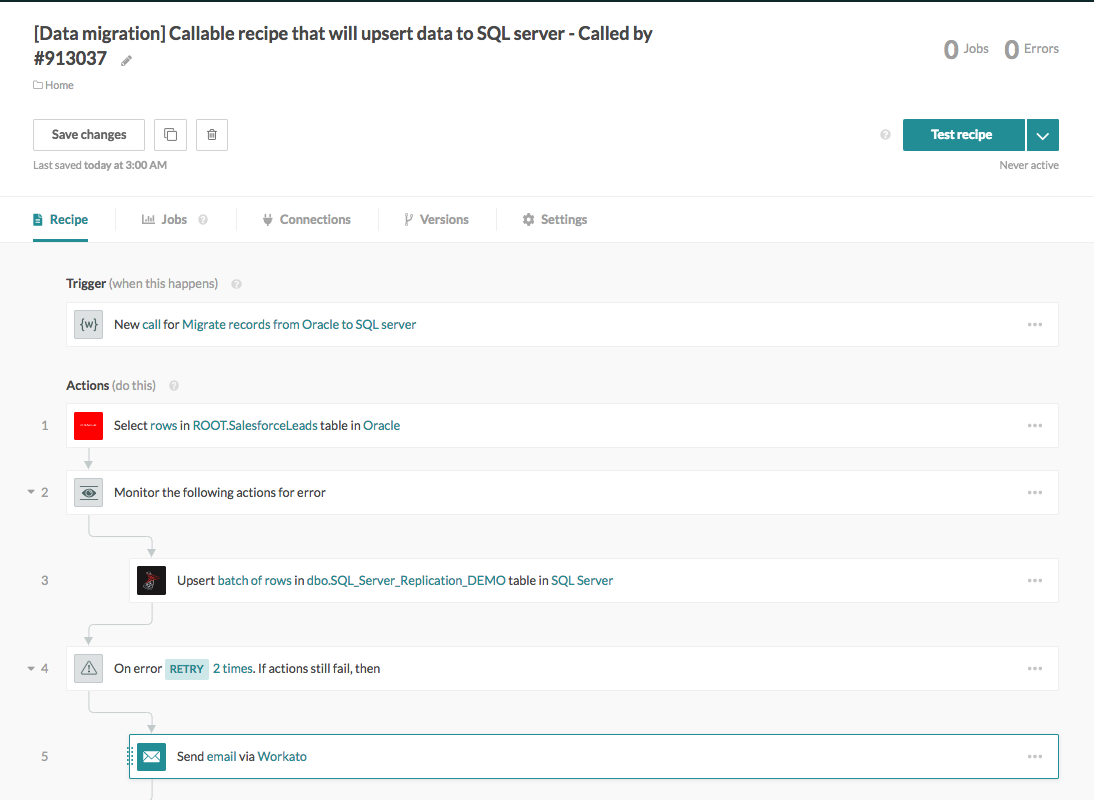 [Data migration] Callable recipe that will upsert data to SQL server - Called by
#913037
0 Jobs 0 Errors
Home
Save changes
? Test recipe
Last saved today at 3:00 AM
Never active
Recipe Jobs ? Connections Versions Settings
Trigger (when this happens) ?
{w} New call for Migrate records from Oracle to SQL server
Actions (do this) ?
1 Select rows in ROOT.SalesforceLeads table in Oracle
2 Monitor the following actions for error
3 Upsert batch of rows in dbo.SQL_Server_Replication_DEMO table in SQL Server
4 On error RETRY 2 times. If actions still fail, then
5 Send email via Workato